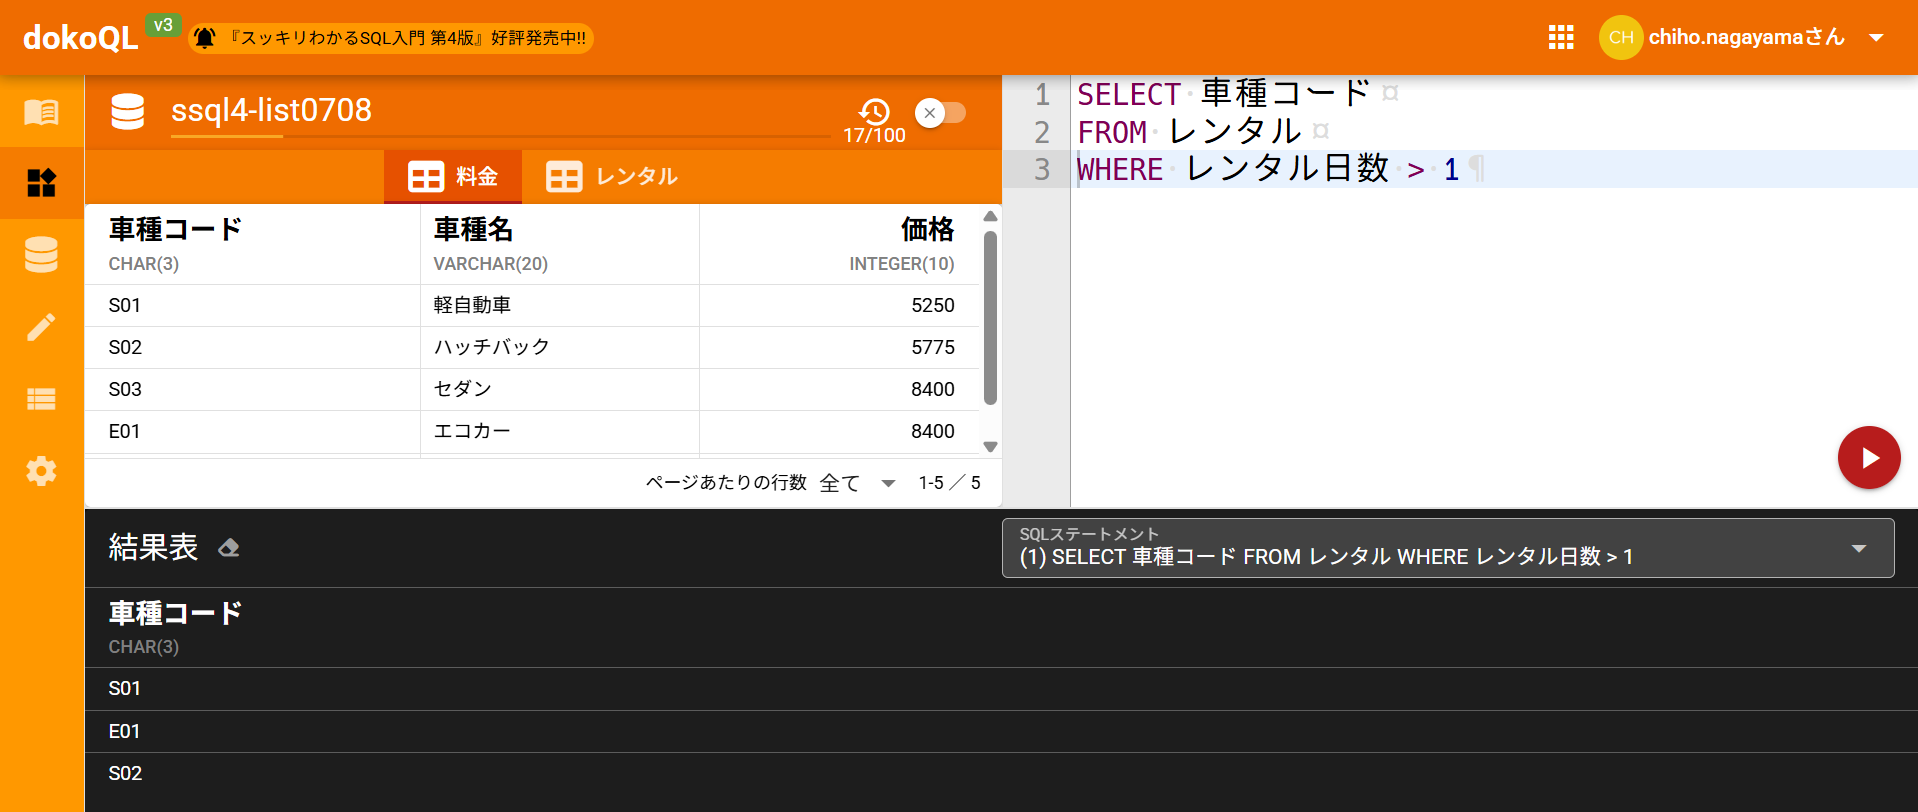 dokoQL v3 『スッキリわかるSQL入門 第4版』好評発売中!! CH chiho.nagayamaさん
ssql4-list0708
17/100
料金 レンタル
車種コード 車種名 価格
CHAR(3) VARCHAR(20) INTEGER(10)
S01 軽自動車 5250
S02 ハッチバック 5775
S03 セダン 8400
E01 エコカー 8400
ページあたりの行数 全て 1-5 ／ 5
1 SELECT 車種コード
2 FROM レンタル
3 WHERE レンタル日数 > 1
結果表
SQLステートメント
(1) SELECT 車種コード FROM レンタル WHERE レンタル日数 > 1
車種コード
CHAR(3)
S01
E01
S02